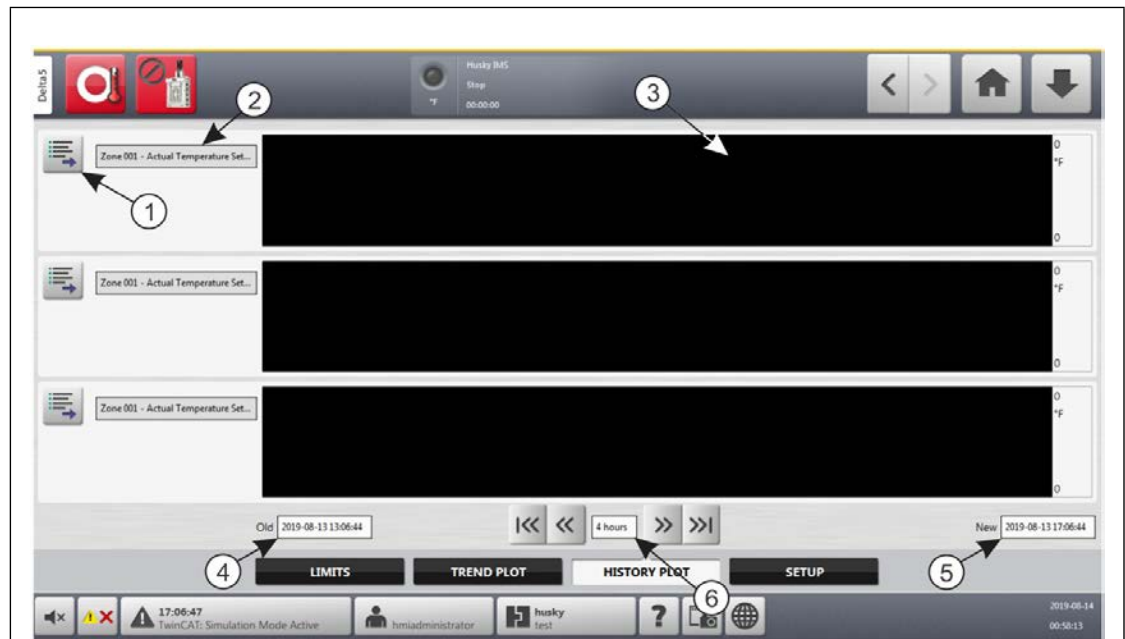 Delta5
Husky IMS
Stop
°F 00:00:00
2
3
Zone 001 - Actual Temperature Set...
0
°F
1
0
0
Zone 001 - Actual Temperature Set...
°F
0
0
Zone 001 - Actual Temperature Set...
°F
0
Old 2019-08-13 13:06:44
4 hours
New 2019-08-13 17:06:44
4
LIMITS
TREND PLOT
HISTORY PLOT
SETUP
5
6
17:06:47
TwinCAT: Simulation Mode Active
hmiadministrator
husky
test
?
2019-08-14
00:58:13